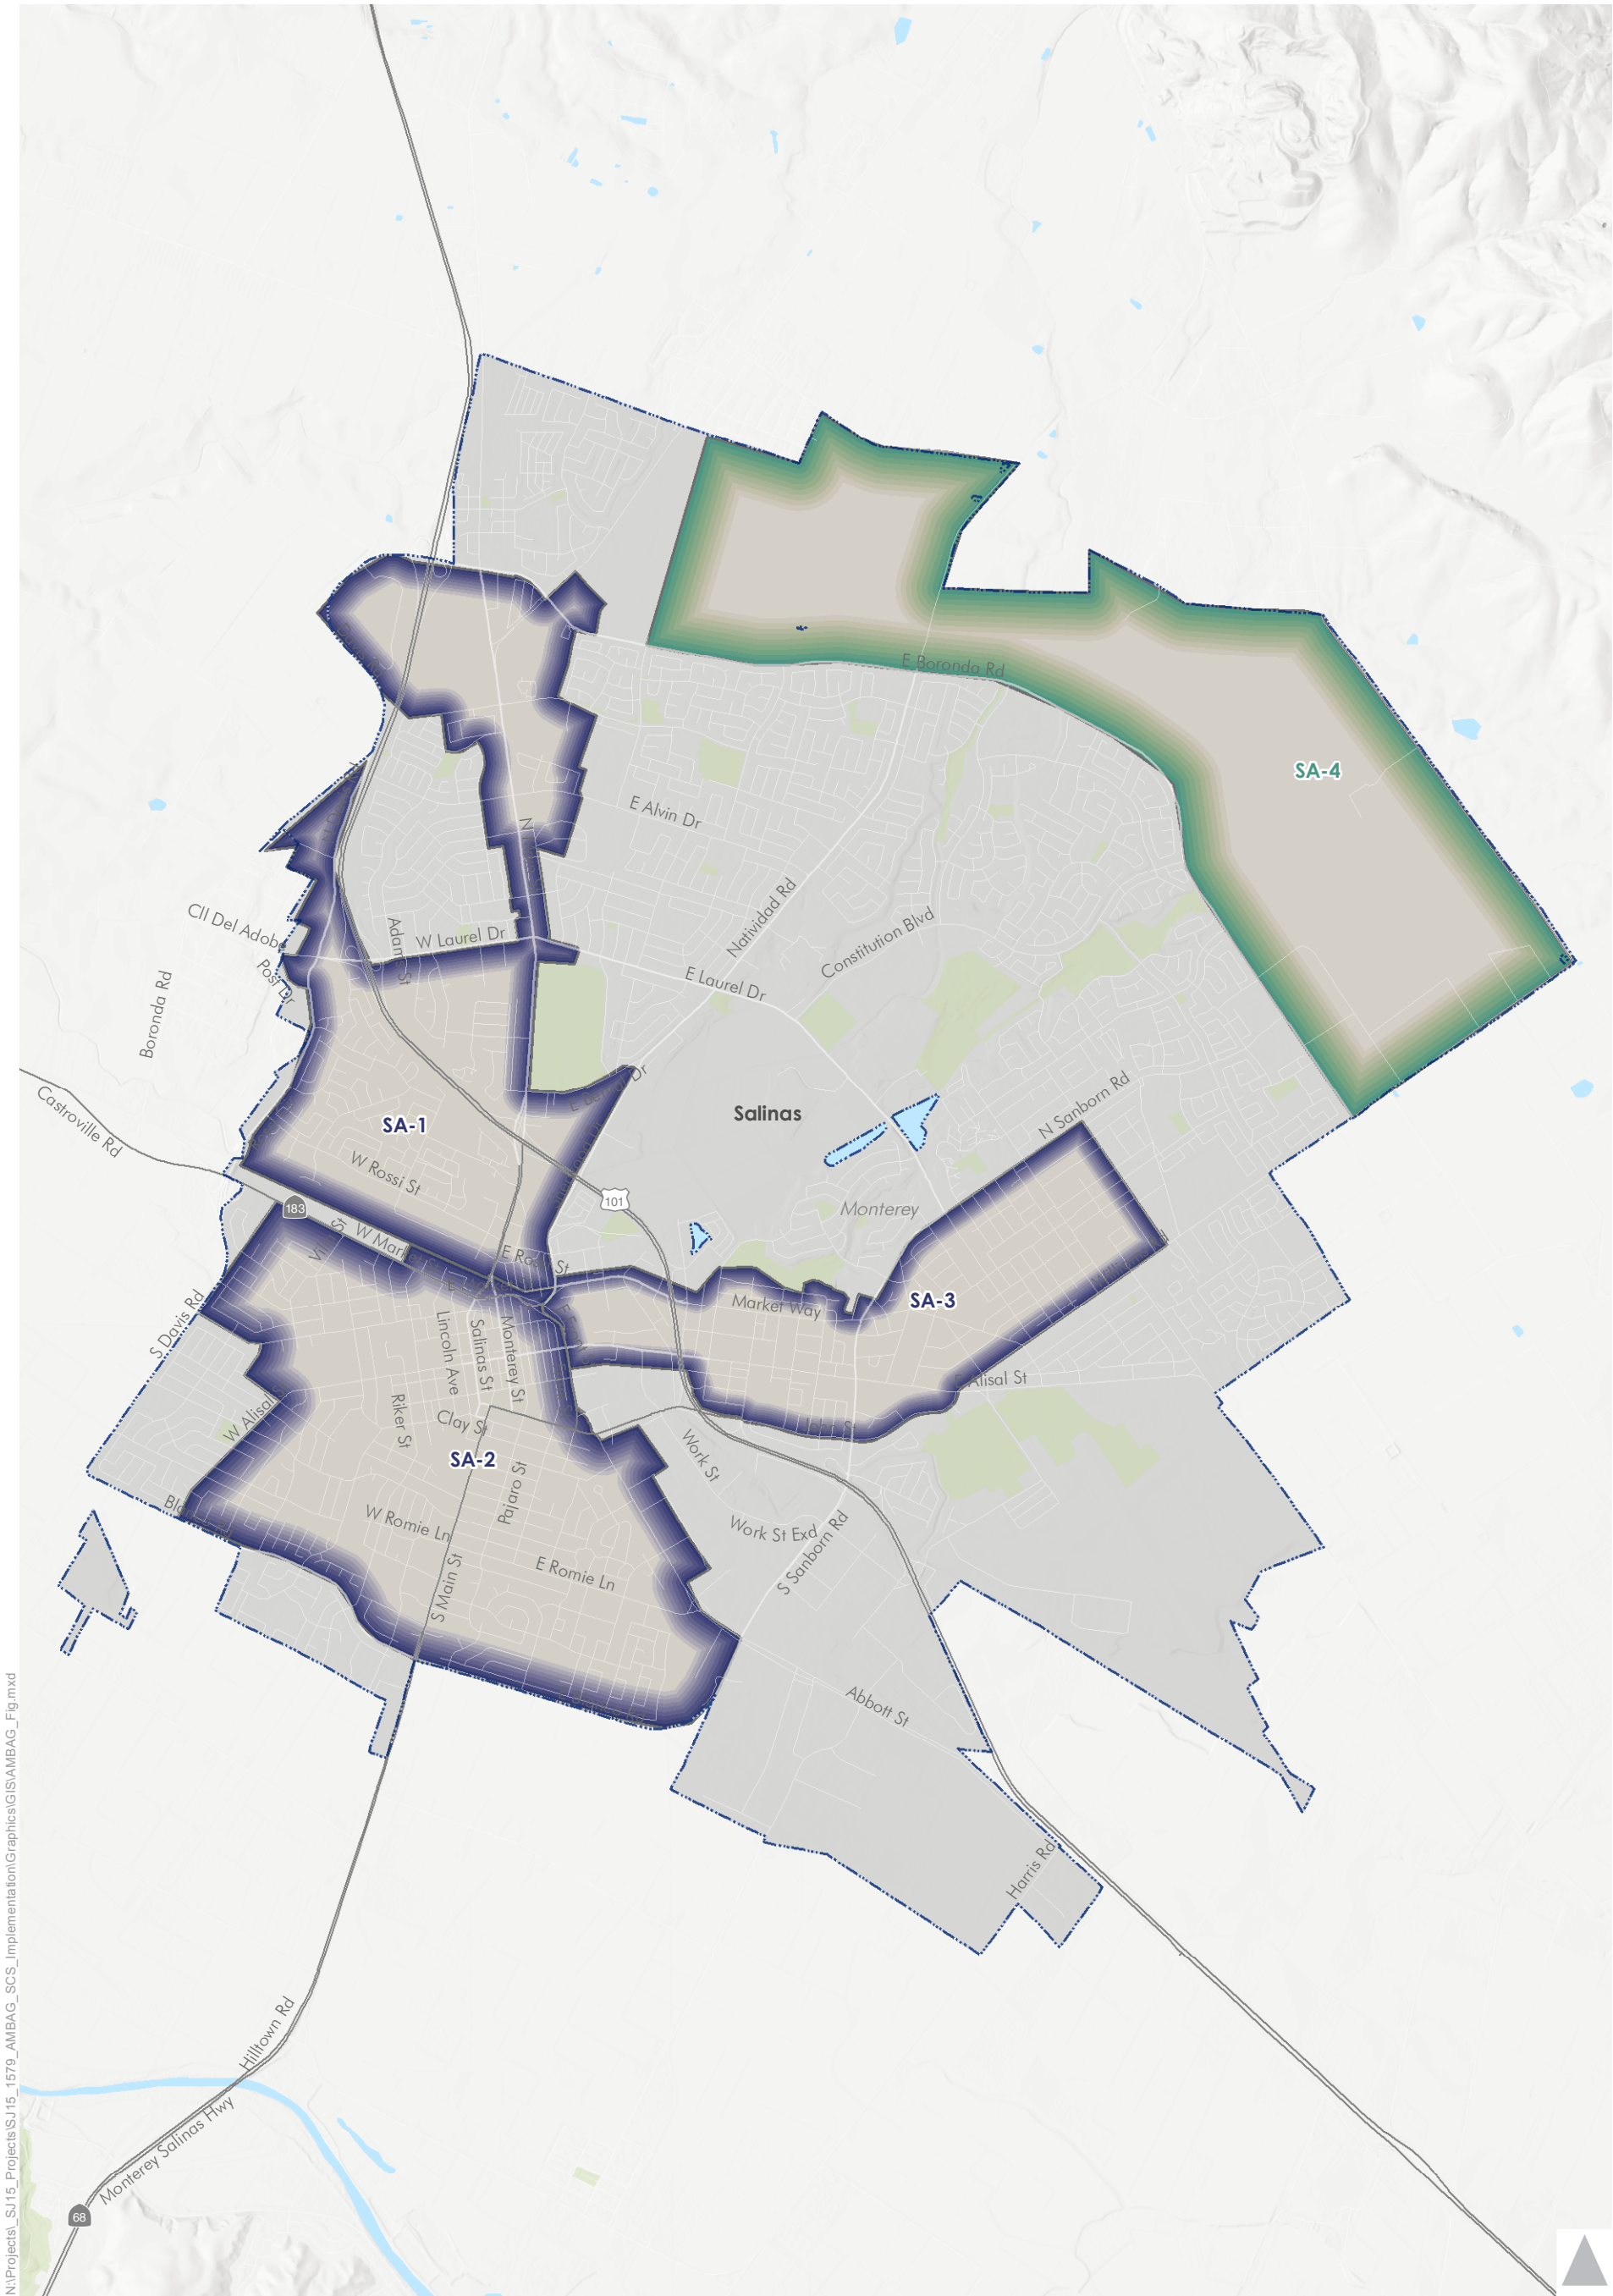 SA-4
E Boronda Rd
E Alvin Dr
Natividad Rd
Constitution Blvd
Cll Del Adobe
Adams St
W Laurel Dr
E Laurel Dr
Post Dr
Boronda Rd
N Sanborn Rd
Salinas
Castroville Rd
SA-1
W Rossi St
101
183
Monterey
W Mark
E Ros St
SA-3
Market Way
S Davis Rd
Lincoln Ave
Salinas St
Monterey St
E Alisal St
W Alisal
Riker St
Clay St
John St
SA-2
Work St
Pajaro St
W Romie Ln
Work St Exd
S Sanborn Rd
E Romie Ln
S Main St
Abbott St
Harris Rd
Hilltown Rd
Monterey Salinas Hwy
68
N:\Projects\_SJ15_Projects\SJ15_1579_AMBAG_SCS_Implementation\Graphics\GIS\AMBAG_Fig.mxd